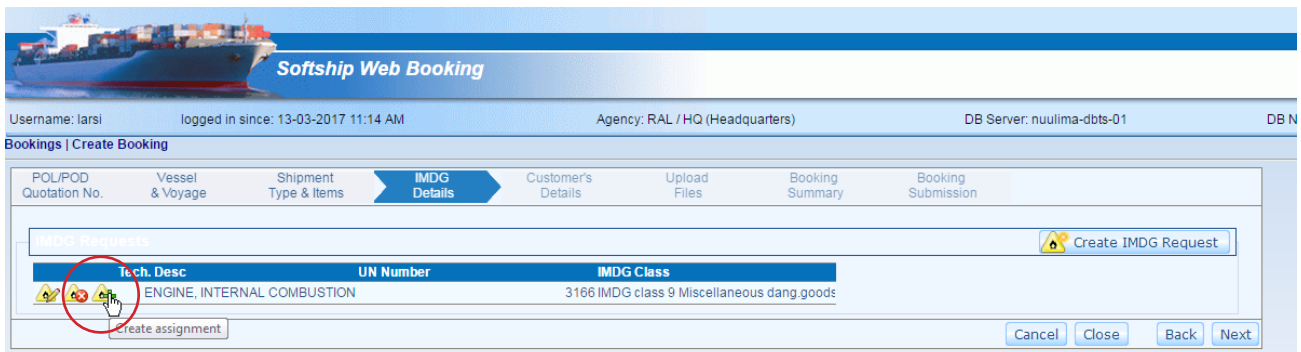 Softship Web Booking
Username: larsi logged in since: 13-03-2017 11:14 AM Agency: RAL / HQ (Headquarters) DB Server: nuulima-dbts-01 DB N
Bookings | Create Booking
POL/POD Vessel Shipment IMDG Customer's Upload Booking Booking
Quotation No. & Voyage Type & Items Details Details Files Summary Submission
IMDG Requests Create IMDG Request
Tech. Desc UN Number IMDG Class
ENGINE, INTERNAL COMBUSTION 3166 IMDG class 9 Miscellaneous dang.goods
Create assignment Cancel Close Back Next